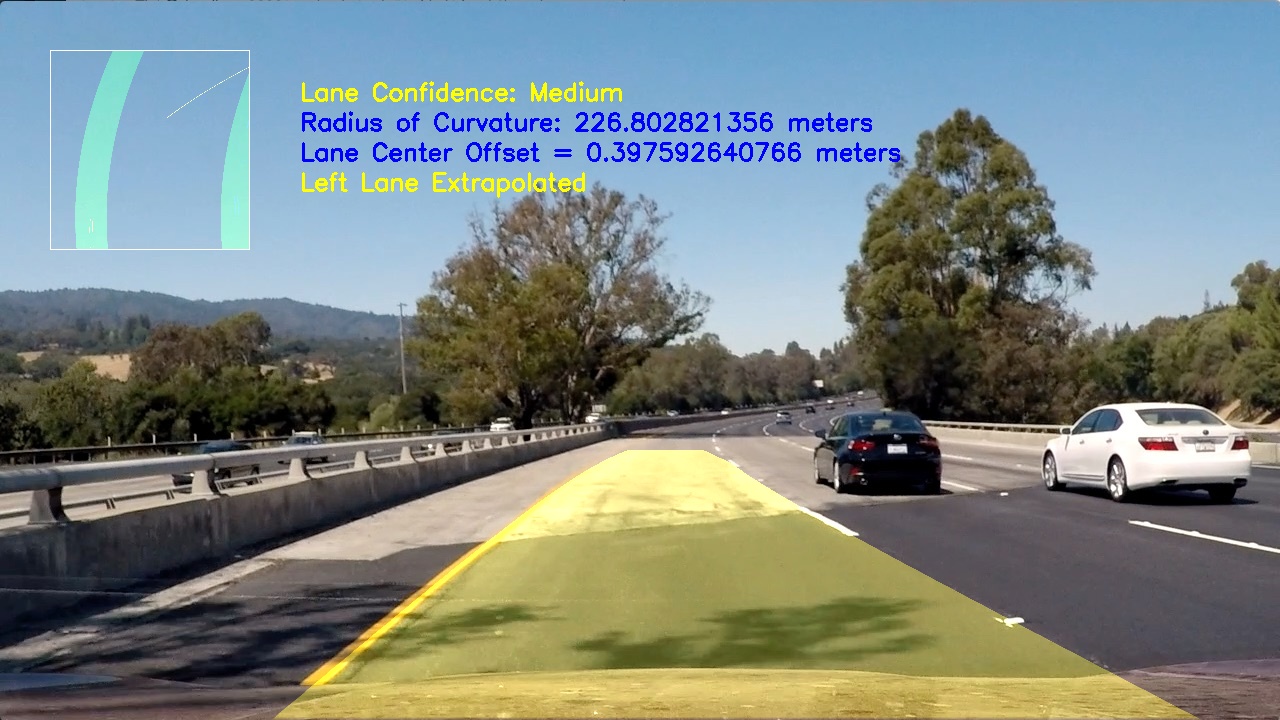 Lane Confidence: Medium
Radius of Curvature: 226.802821356 meters
Lane Center Offset = 0.397592640766 meters
Left Lane Extrapolated